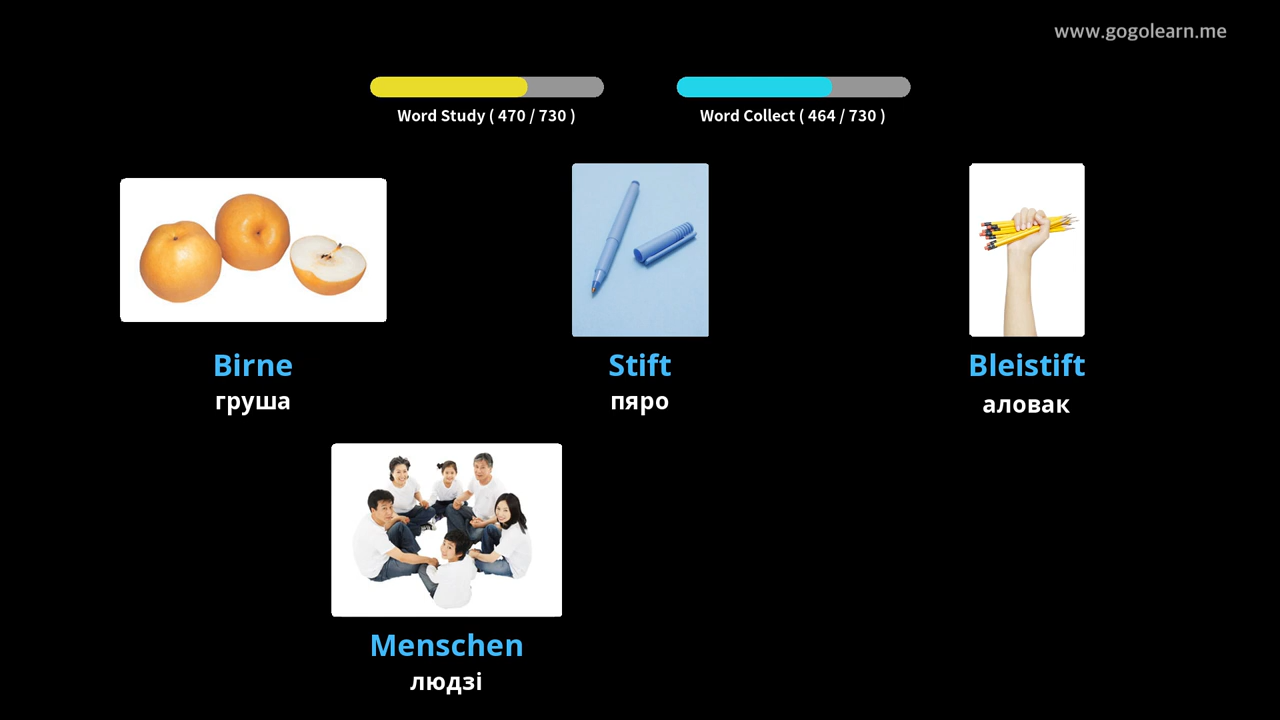 www.gogolearn.me
Word Study ( 470 / 730 )
Word Collect ( 464 / 730 )
Birne
груша
Stift
пяро
Bleistift
аловак
Menschen
людзі